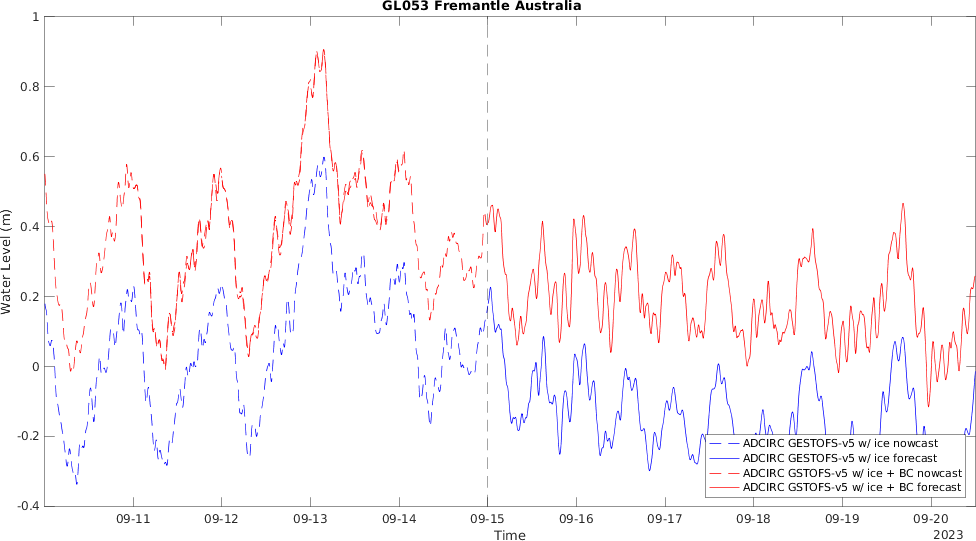 GL053 Fremantle Australia
1
0.8
0.6
0.4
0.2
0
-0.2
-0.4
Water Level (m)
ADCIRC GESTOFS-v5 w/ ice nowcast
ADCIRC GESTOFS-v5 w/ ice forecast
ADCIRC GSTOFS-v5 w/ ice + BC nowcast
ADCIRC GSTOFS-v5 w/ ice + BC forecast
09-11 09-12 09-13 09-14 09-15 09-16 09-17 09-18 09-19 09-20
Time
2023